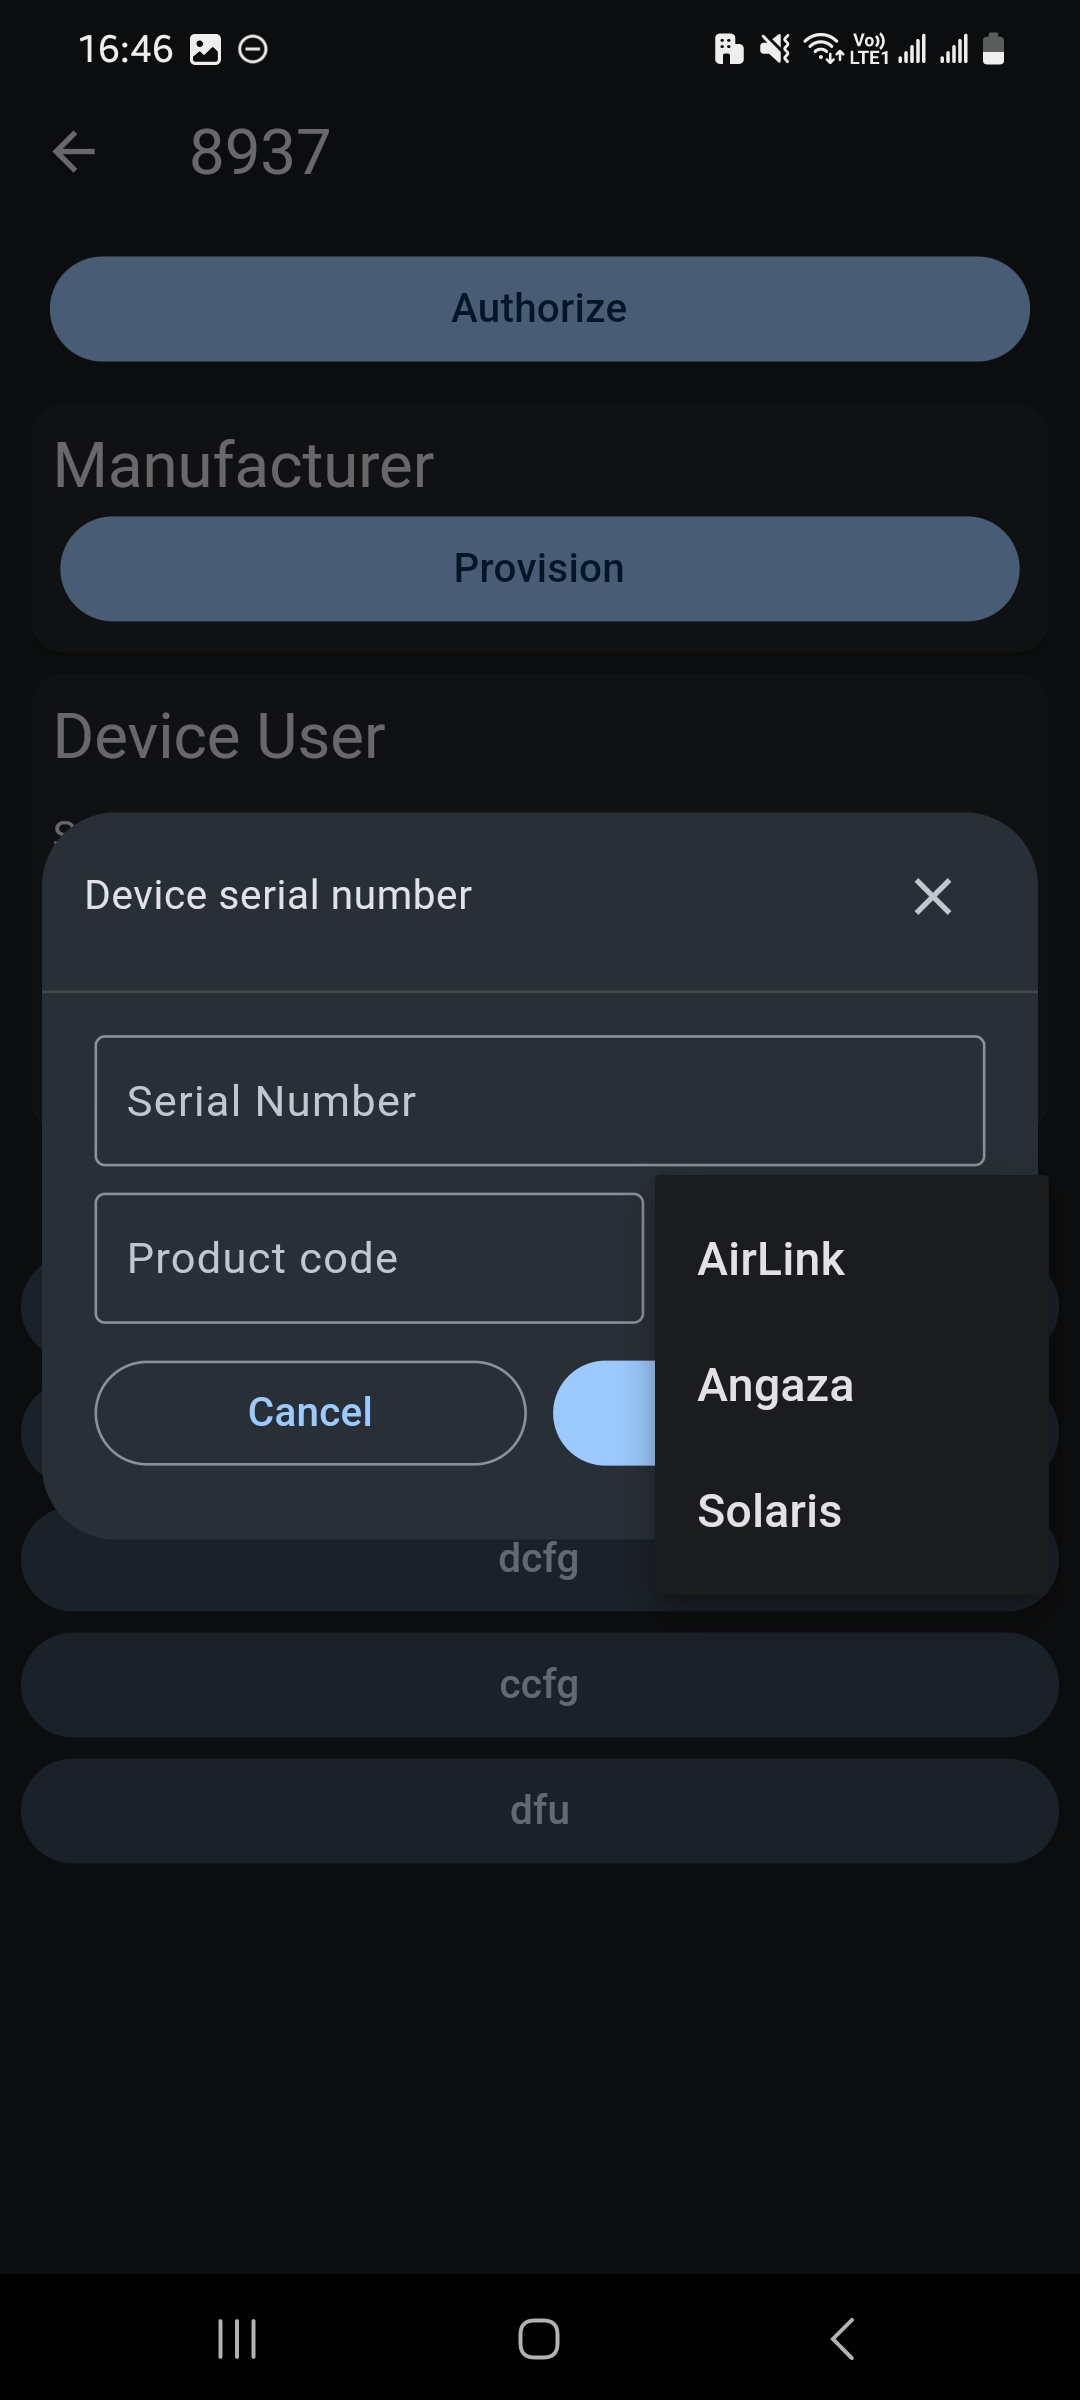 16:46
Vo))
LTE1
8937
Authorize
Manufacturer
Provision
Device User
Device serial number
Serial Number
Product code
AirLink
Angaza
Solaris
Cancel
dcfg
ccfg
dfu